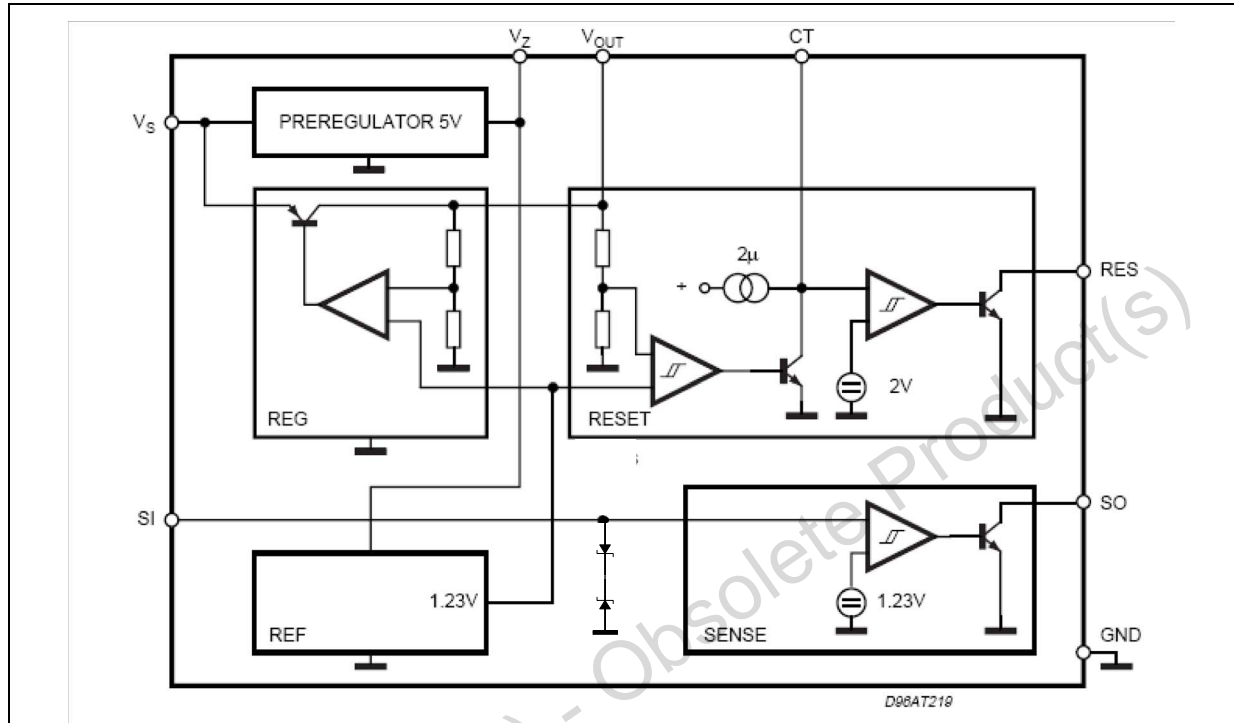 VZ VOUT CT
VS
PREREGULATOR 5V
2μ
+
RES
2V
REG
RESET
SI
SO
1.23V
1.23V
REF
SENSE
GND
D96AT219
) - Obsolete Product(s)